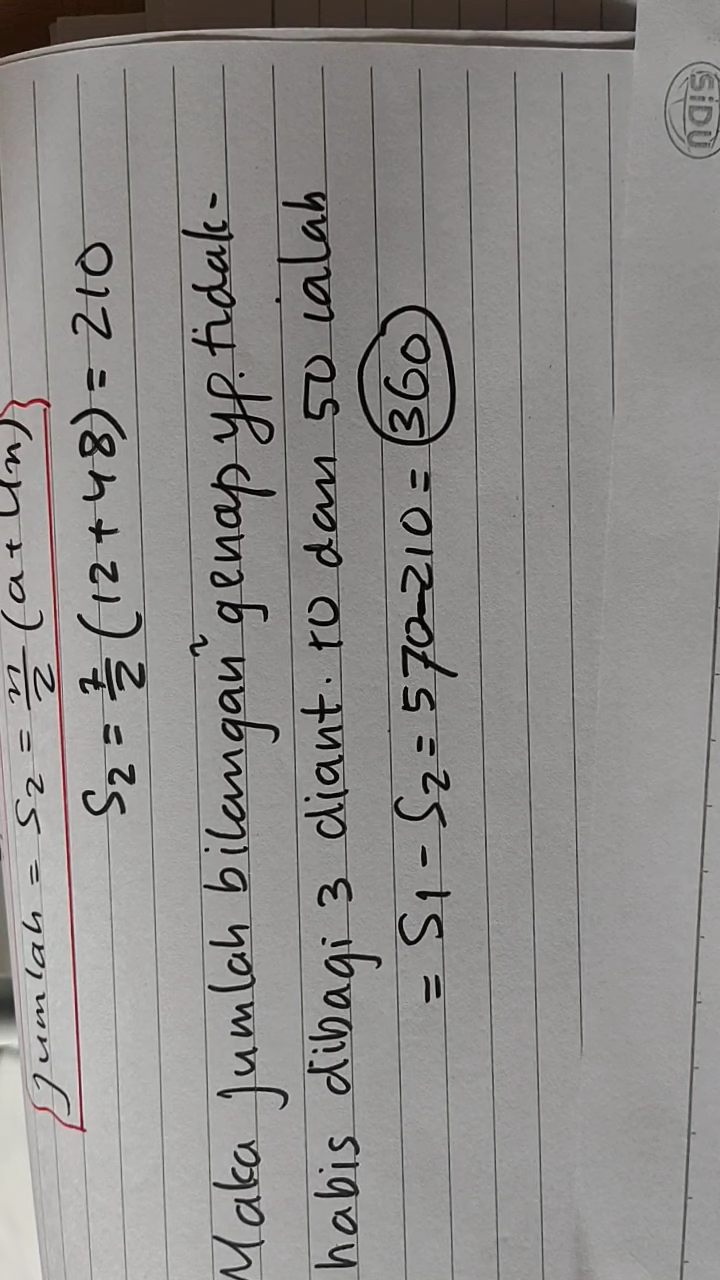 SiDU
Jumlah = S2 = n/2 (a + Un)
S2 = 7/2 (12 + 48) = 210
Maka jumlah bilangan² genap yg. tidak-
habis dibagi 3 diant. 10 dan 50 ialah
= S1 - S2 = 570-210 = 360